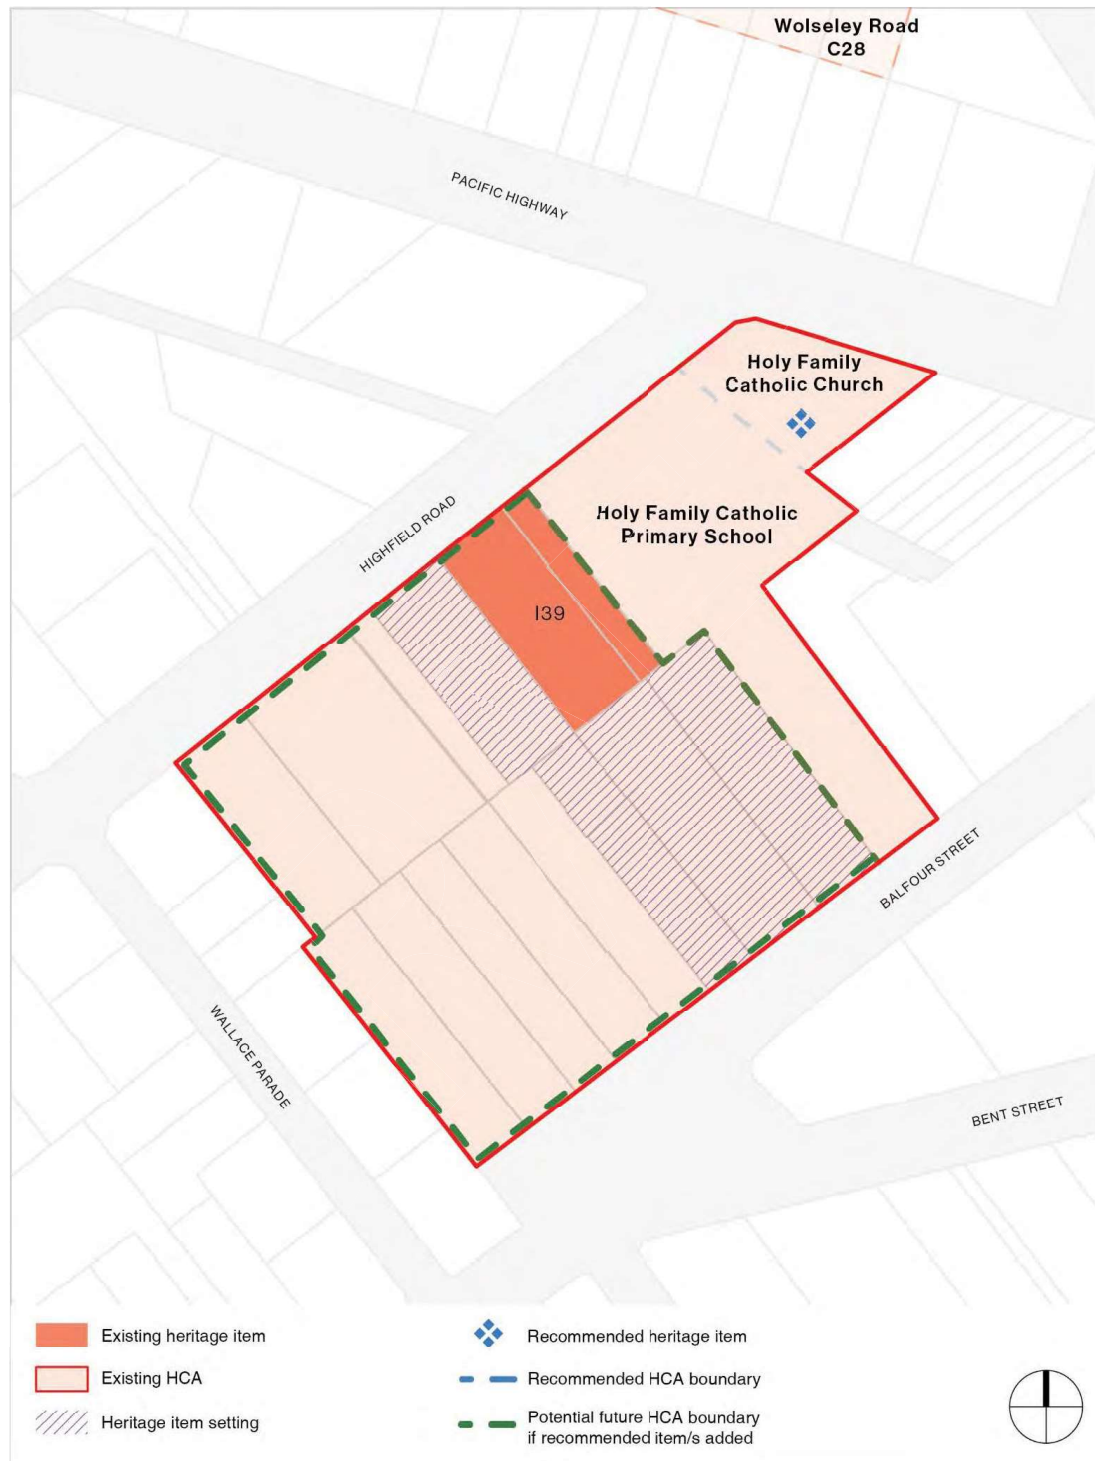 Wolseley Road
C28
PACIFIC HIGHWAY
Holy Family
Catholic Church
HIGHFIELD ROAD
Holy Family Catholic
Primary School
I39
BALFOUR STREET
WALLACE PARADE
BENT STREET
Existing heritage item
Existing HCA
Heritage item setting
Recommended heritage item
Recommended HCA boundary
Potential future HCA boundary
if recommended item/s added